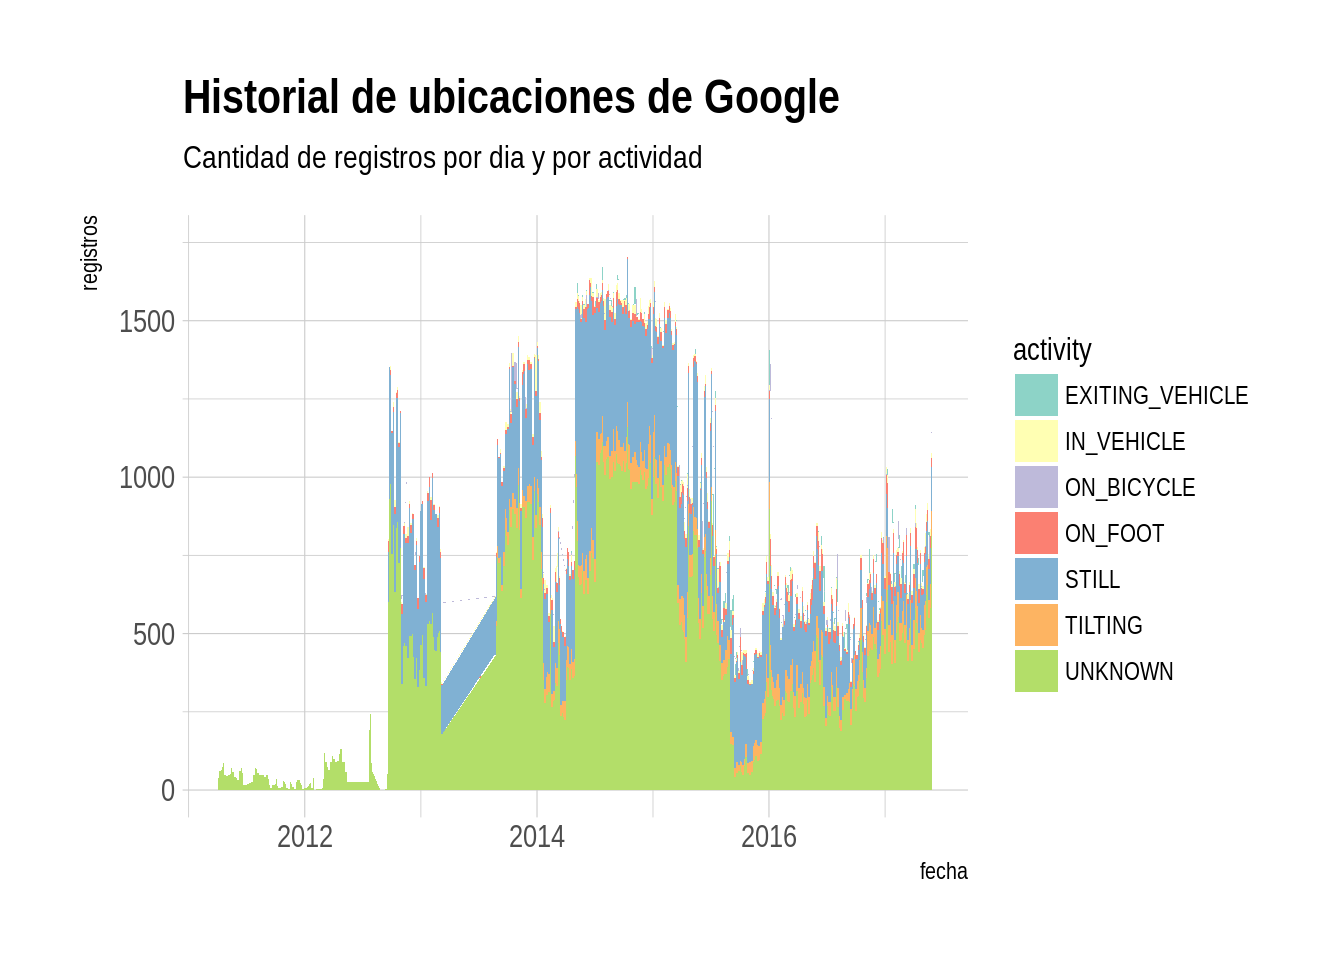 Historial de ubicaciones de Google
Cantidad de registros por dia y por actividad
registros
1500
1000
500
0
2012 2014 2016
fecha
activity
EXITING_VEHICLE
IN_VEHICLE
ON_BICYCLE
ON_FOOT
STILL
TILTING
UNKNOWN